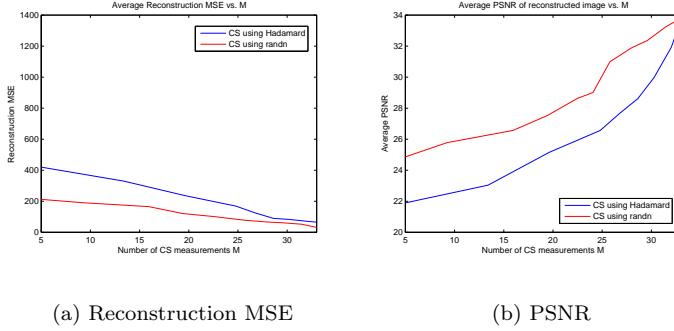 Average Reconstruction MSE vs. M
1400
1200
1000
800
600
400
200
0
Reconstruction MSE
CS using Hadamard
CS using randn
5 10 15 20 25 30
Number of CS measurements M
(a) Reconstruction MSE
Average PSNR of reconstructed image vs. M
34
32
30
28
26
24
22
20
Average PSNR
CS using Hadamard
CS using randn
5 10 15 20 25 30
Number of CS measurements M
(b) PSNR